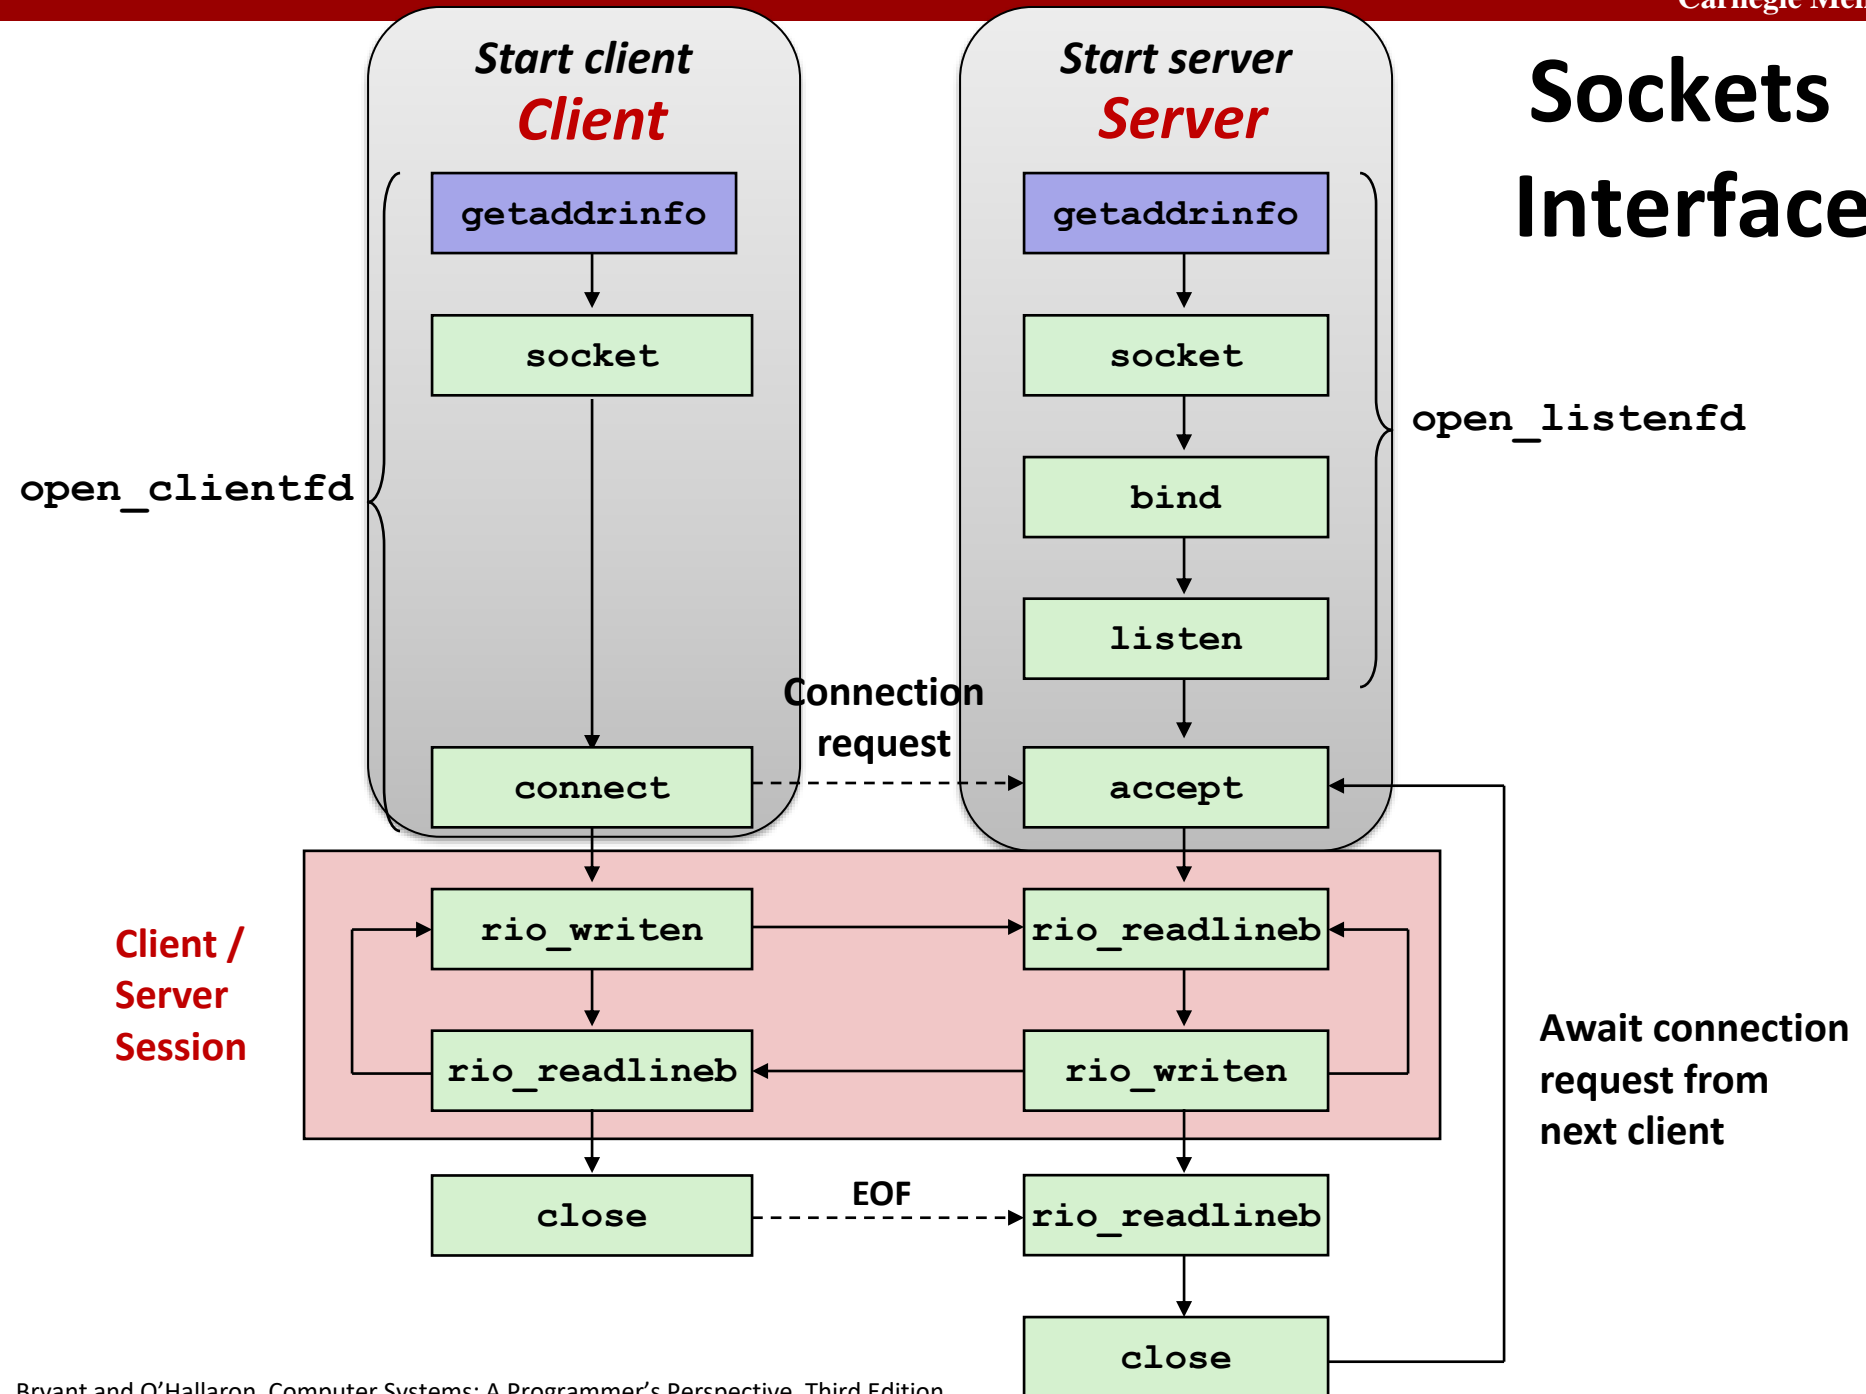 Carnegie
Start client
Client
Start server
Server
Sockets
Interface
getaddrinfo
getaddrinfo
socket
socket
open_listenfd
open_clientfd
bind
listen
Connection
request
connect
accept
Client /
Server
Session
rio_writen
rio_readlineb
rio_readlineb
rio_writen
Await connection
request from
next client
close
EOF
rio_readlineb
close
Bryant and O'Hallaron, Computer Systems: A Programmer's Perspective, Third Edition